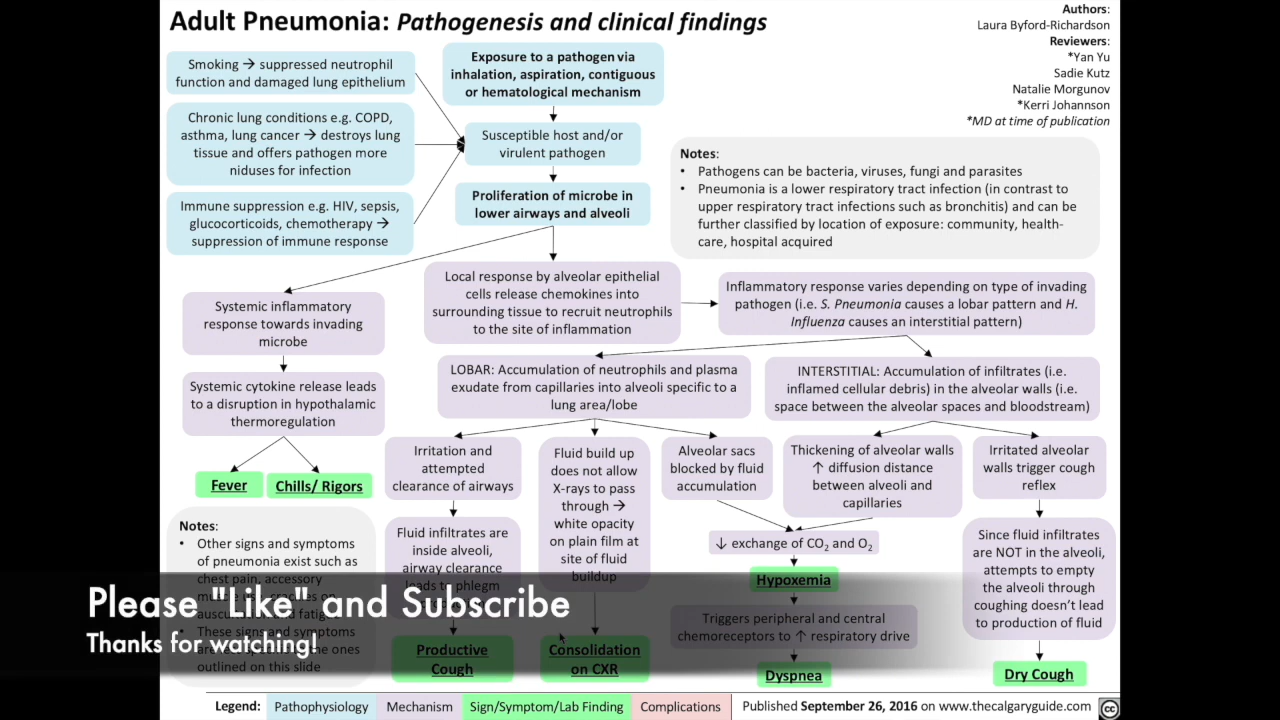 Adult Pneumonia: Pathogenesis and clinical findings
Authors:
Laura Byford-Richardson
Reviewers:
*Yan Yu
Sadie Kutz
Natalie Morgunov
*Kerri Johannson
*MD at time of publication
Smoking → suppressed neutrophil
function and damaged lung epithelium
Chronic lung conditions e.g. COPD,
asthma, lung cancer → destroys lung
tissue and offers pathogen more
niduses for infection
Immune suppression e.g. HIV, sepsis,
glucocorticoids, chemotherapy →
suppression of immune response
Exposure to a pathogen via
inhalation, aspiration, contiguous
or hematological mechanism
Susceptible host and/or
virulent pathogen
Proliferation of microbe in
lower airways and alveoli
Notes:
• Pathogens can be bacteria, viruses, fungi and parasites
• Pneumonia is a lower respiratory tract infection (in contrast to
upper respiratory tract infections such as bronchitis) and can be
further classified by location of exposure: community, health-
care, hospital acquired
Systemic inflammatory
response towards invading
microbe
Local response by alveolar epithelial
cells release chemokines into
surrounding tissue to recruit neutrophils
to the site of inflammation
Inflammatory response varies depending on type of invading
pathogen (i.e. S. Pneumonia causes a lobar pattern and H.
Influenza causes an interstitial pattern)
Systemic cytokine release leads
to a disruption in hypothalamic
thermoregulation
LOBAR: Accumulation of neutrophils and plasma
exudate from capillaries into alveoli specific to a
lung area/lobe
INTERSTITIAL: Accumulation of infiltrates (i.e.
inflamed cellular debris) in the alveolar walls (i.e.
space between the alveolar spaces and bloodstream)
Fever
Chills/ Rigors
Irritation and
attempted
clearance of airways
Fluid build up
does not allow
X-rays to pass
through →
white opacity
on plain film at
site of fluid
buildup
Alveolar sacs
blocked by fluid
accumulation
Thickening of alveolar walls
↑ diffusion distance
between alveoli and
capillaries
Irritated alveolar
walls trigger cough
reflex
Notes:
• Other signs and symptoms
of pneumonia exist such as
chest pain, accessory
• These signs and symptoms
outlined on this slide
Fluid infiltrates are
inside alveoli,
airway clearance
leads to phlegm
↓ exchange of CO2 and O2
Hypoxemia
Triggers peripheral and central
chemoreceptors to ↑ respiratory drive
Dyspnea
Since fluid infiltrates
are NOT in the alveoli,
attempts to empty
the alveoli through
coughing doesn't lead
to production of fluid
Productive
Cough
Consolidation
on CXR
Dry Cough
Please "Like" and Subscribe
Thanks for watching!
Legend: Pathophysiology Mechanism Sign/Symptom/Lab Finding Complications Published September 26, 2016 on www.thecalgaryguide.com cc